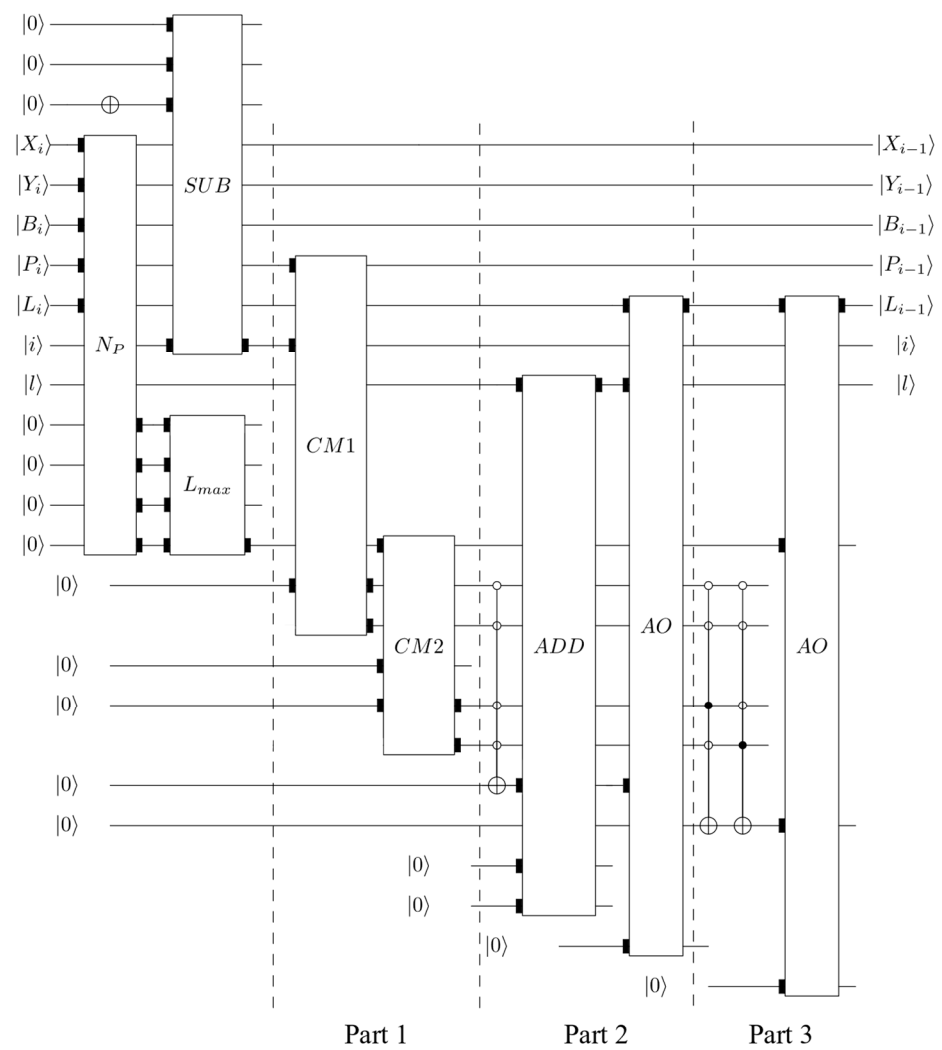 |0⟩
|0⟩
|0⟩
|X_i⟩ |X_{i−1}⟩
|Y_i⟩ SUB |Y_{i−1}⟩
|B_i⟩ |B_{i−1}⟩
|P_i⟩ |P_{i−1}⟩
|L_i⟩ |L_{i−1}⟩
|i⟩ N_P |i⟩
|l⟩ |l⟩
|0⟩
CM1
|0⟩
L_{max}
|0⟩
|0⟩
|0⟩
AO
CM2 ADD AO
|0⟩
|0⟩
|0⟩
|0⟩
|0⟩
|0⟩
|0⟩
|0⟩
Part 1 Part 2 Part 3